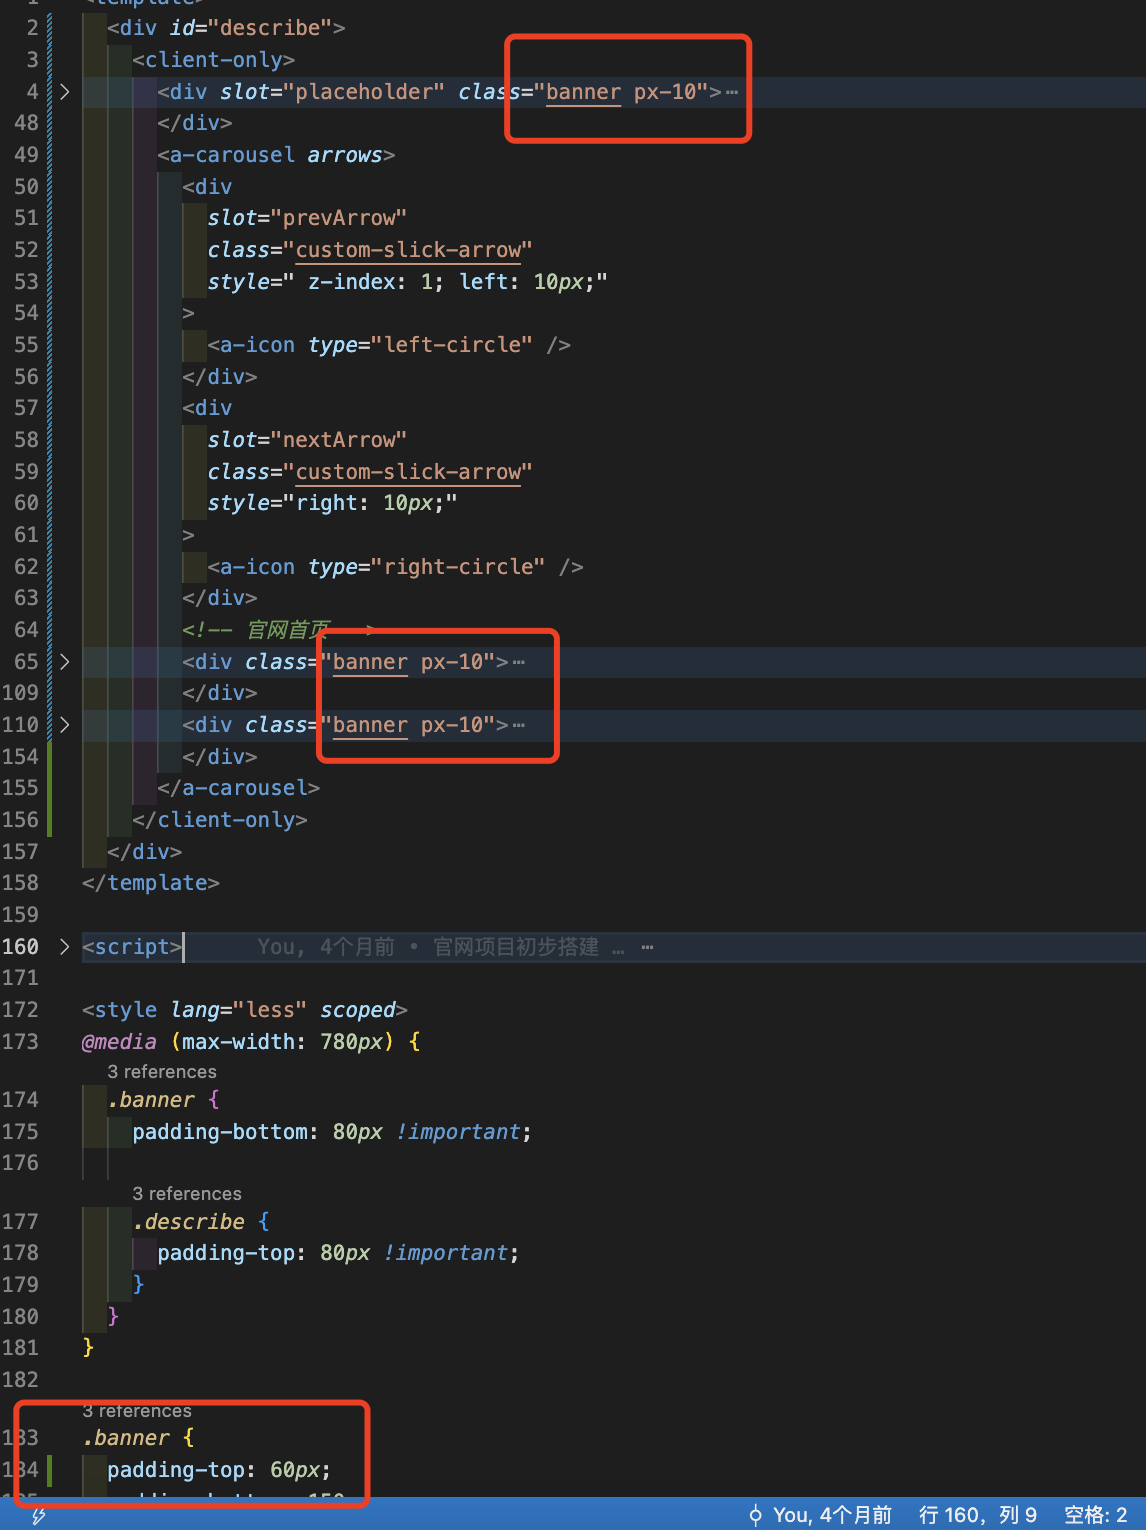 1 <template>
2 <div id="describe">
3 <client-only>
4 <div slot="placeholder" class="banner px-10">⋯
48 </div>
49 <a-carousel arrows>
50 <div
51 slot="prevArrow"
52 class="custom-slick-arrow"
53 style=" z-index: 1; left: 10px;"
54 >
55 <a-icon type="left-circle" />
56 </div>
57 <div
58 slot="nextArrow"
59 class="custom-slick-arrow"
60 style="right: 10px;"
61 >
62 <a-icon type="right-circle" />
63 </div>
64 <!-- 官网首页 -->
65 <div class="banner px-10">⋯
109 </div>
110 <div class="banner px-10">⋯
154 </div>
155 </a-carousel>
156 </client-only>
157 </div>
158 </template>
159
160 <script> You, 4个月前 • 官网项目初步搭建 … ⋯
171
172 <style lang="less" scoped>
173 @media (max-width: 780px) {
3 references
174 .banner {
175 padding-bottom: 80px !important;
176
3 references
177 .describe {
178 padding-top: 80px !important;
179 }
180 }
181 }
182
3 references
183 .banner {
184 padding-top: 60px;
You, 4个月前 行 160，列 9 空格: 2